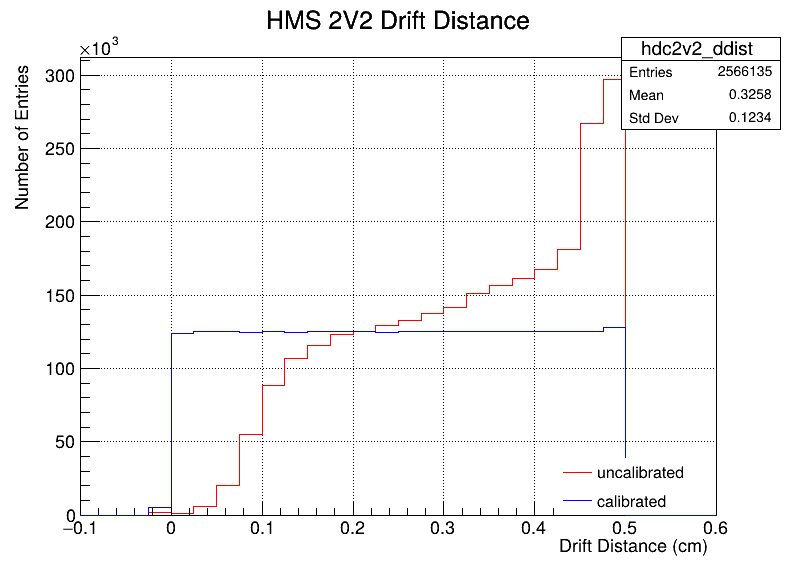 HMS 2V2 Drift Distance
×10³
hdc2v2_ddist
Entries 2566135
Mean 0.3258
Std Dev 0.1234
Number of Entries
300
250
200
150
100
50
0
uncalibrated
calibrated
−0.1 0 0.1 0.2 0.3 0.4 0.5 0.6
Drift Distance (cm)